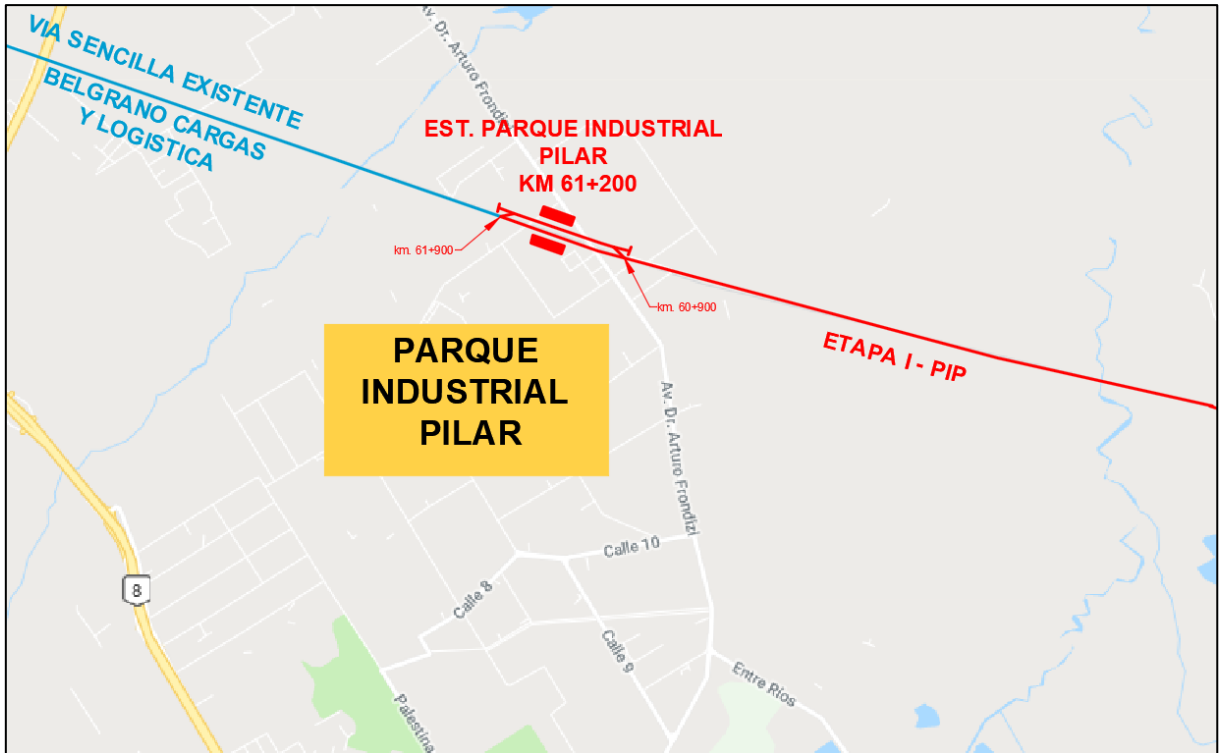 VIA SENCILLA EXISTENTE
BELGRANO CARGAS
Y LOGISTICA
Av. Dr. Arturo Frondizi
EST. PARQUE INDUSTRIAL
PILAR
KM 61+200
km. 61+900
km. 60+900
ETAPA I - PIP
PARQUE
INDUSTRIAL
PILAR
Av. Dr. Arturo Frondizi
Calle 10
8
Calle 8
Calle 9
Entre Ríos
Palestina